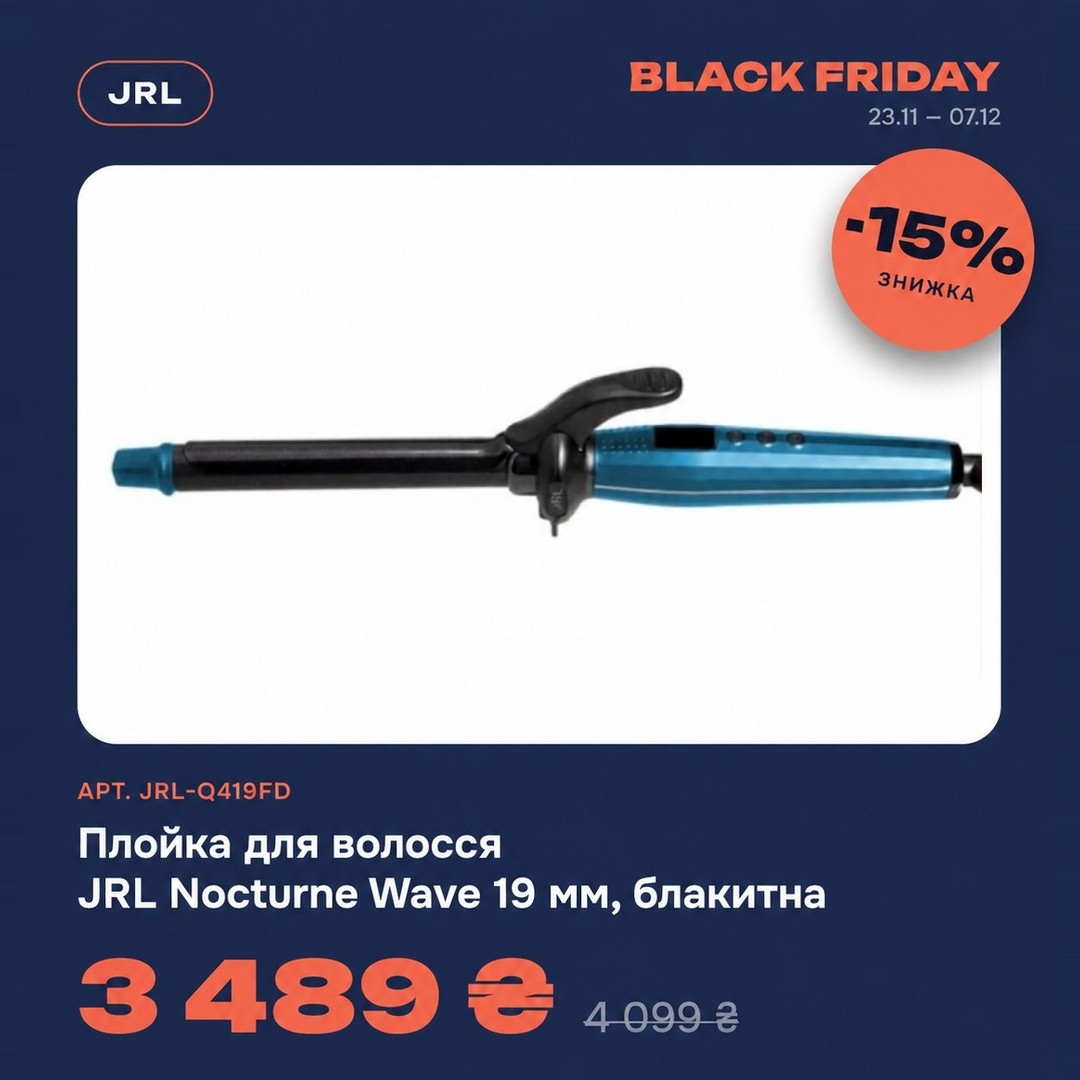 JRL
BLACK FRIDAY
23.11 – 07.12
-15%
ЗНИЖКА
JRL
АРТ. JRL-Q419FD
Плойка для волосся
JRL Nocturne Wave 19 мм, блакитна
3 489 ₴
4 099 ₴